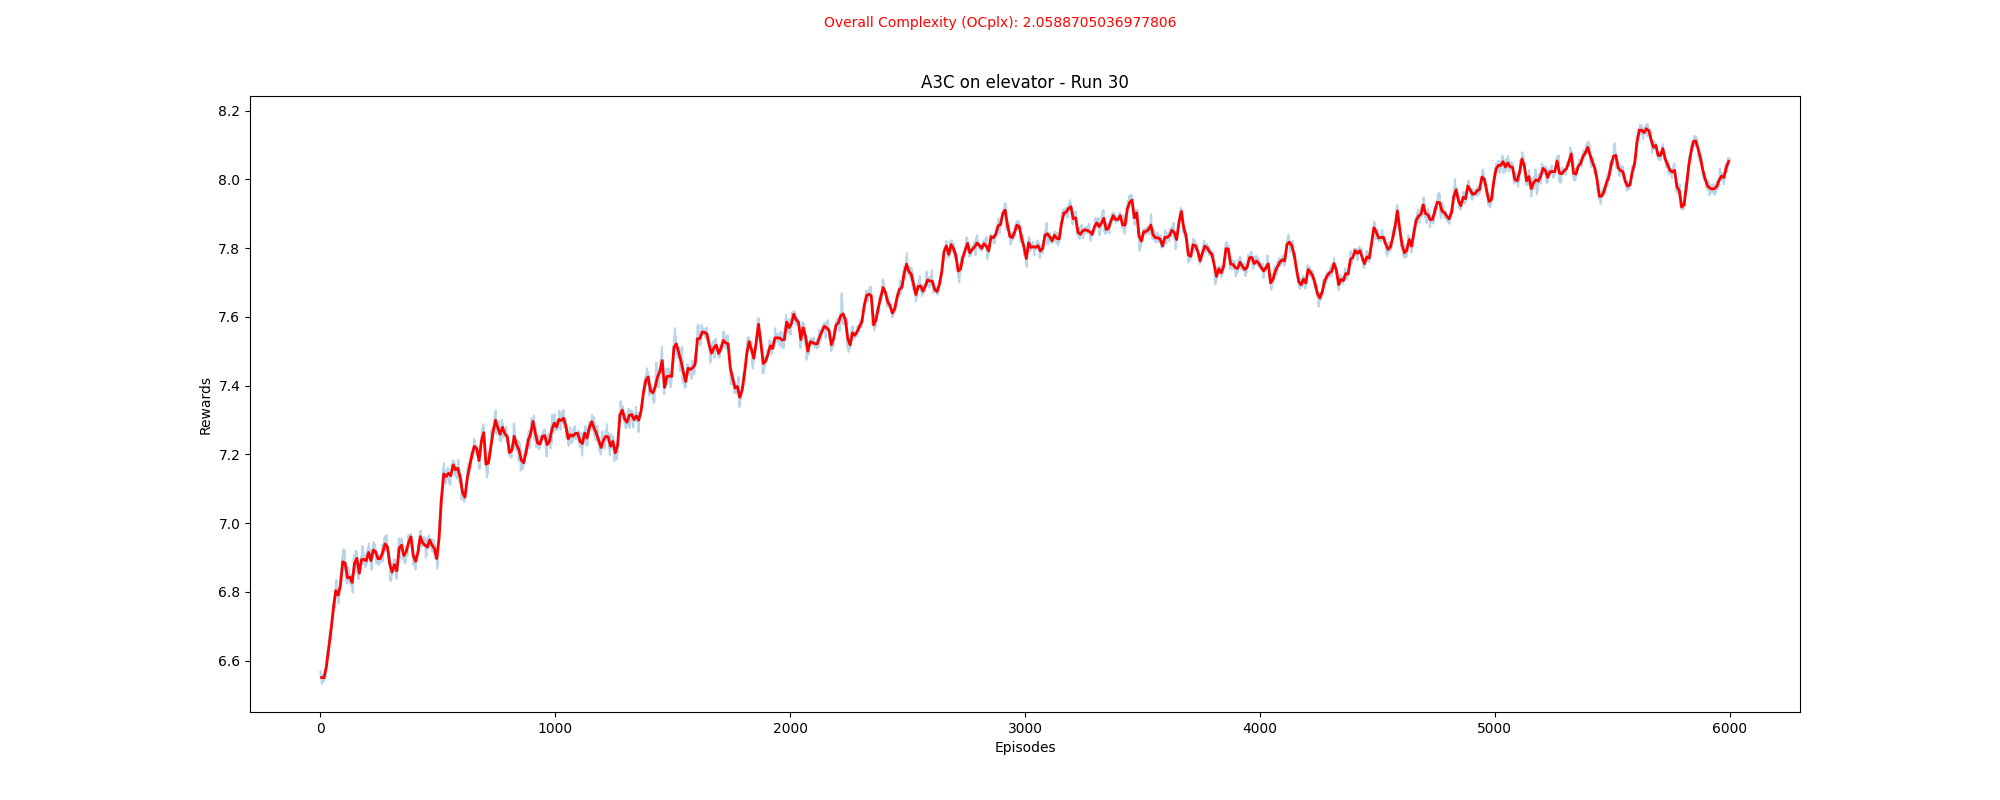 Overall Complexity (OCplx): 2.0588705036977806
A3C on elevator - Run 30
8.2
8.0
7.8
7.6
7.4
7.2
7.0
6.8
6.6
Rewards
0 1000 2000 3000 4000 5000 6000
Episodes